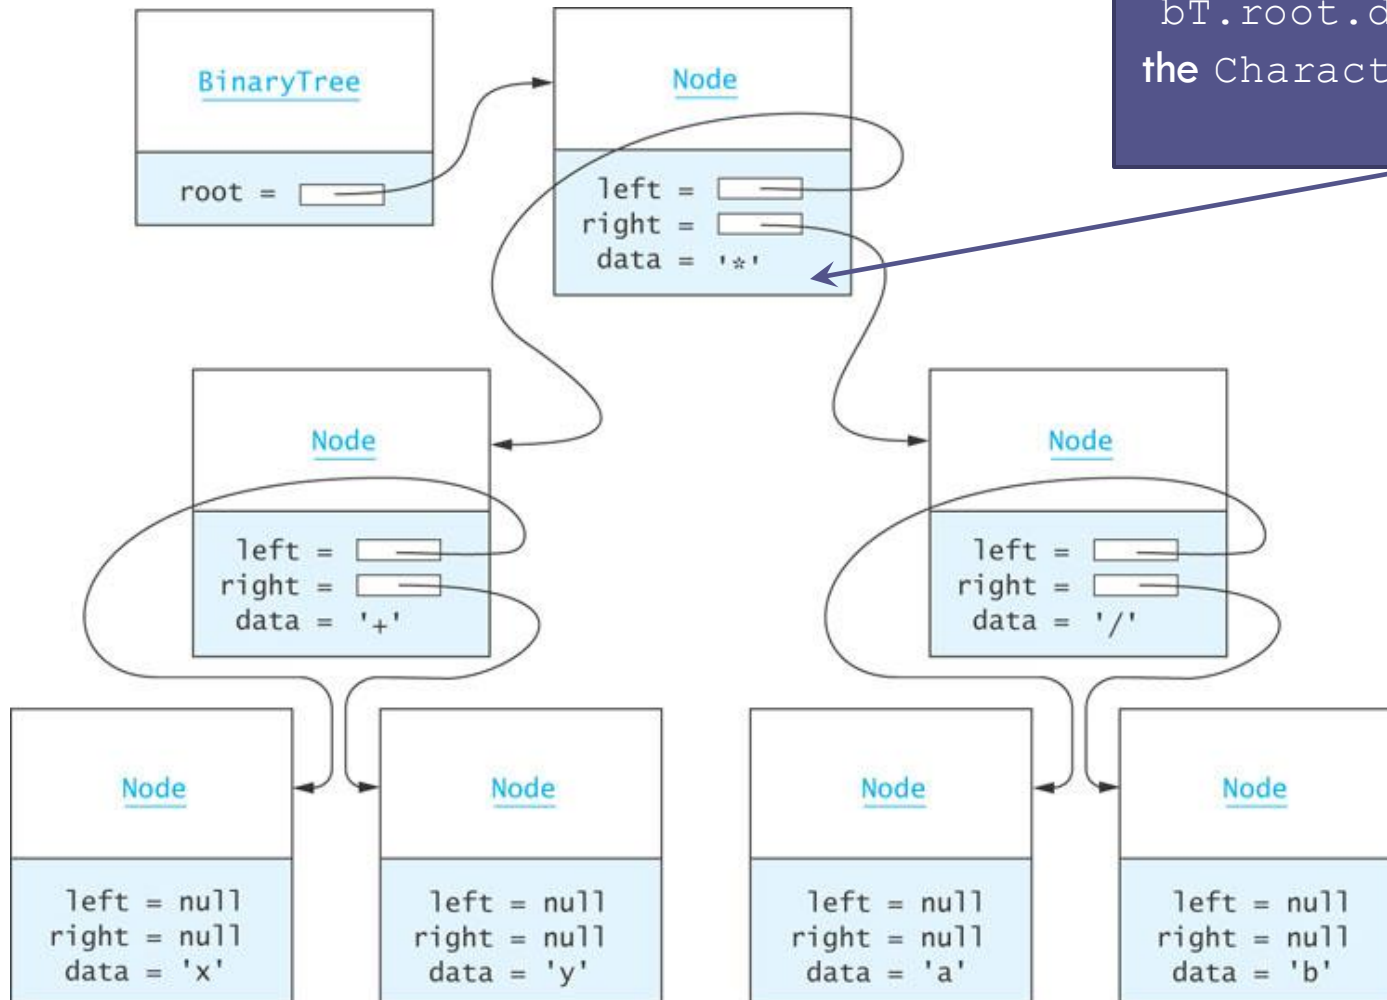 bT.root.
the
BinaryTree
root =
Node
left =
right =
data = '*'
Node
left =
right =
data = '+'
Node
left =
right =
data = '/'
Node
left = null
right = null
data = 'x'
Node
left = null
right = null
data = 'y'
Node
left = null
right = null
data = 'a'
Node
left = null
right = null
data = 'b'